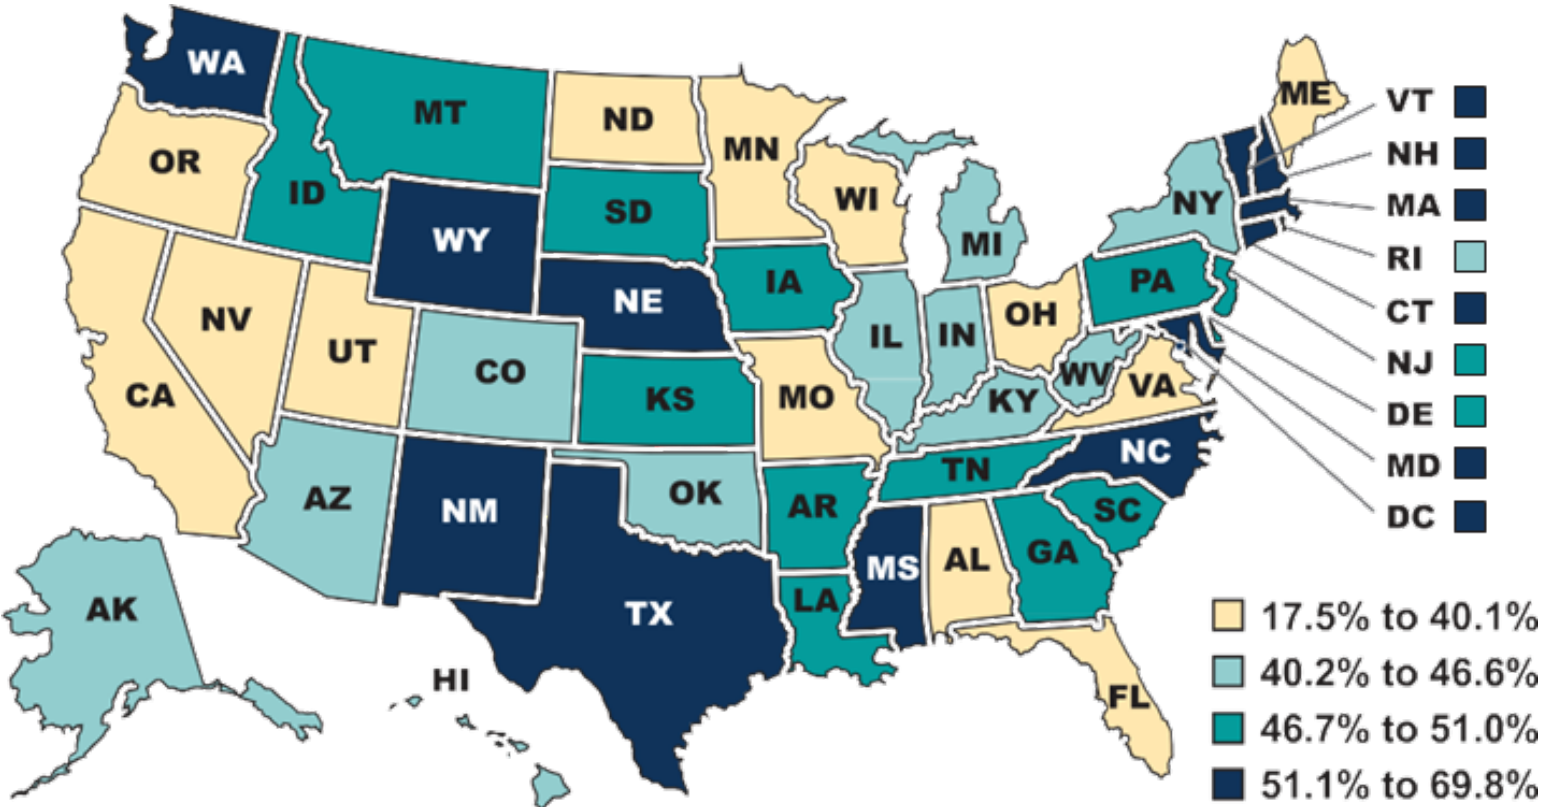 WA
MT
ND
MN
ME
VT
OR
ID
NH
SD
WI
NY
MA
WY
MI
RI
NE
IA
PA
CT
NV
UT
CO
IL
IN
OH
NJ
CA
KS
MO
KY
WV
VA
DE
AZ
NM
OK
TN
NC
MD
AR
SC
DC
MS
AL
GA
AK
TX
LA
17.5% to 40.1%
HI
FL
40.2% to 46.6%
46.7% to 51.0%
51.1% to 69.8%